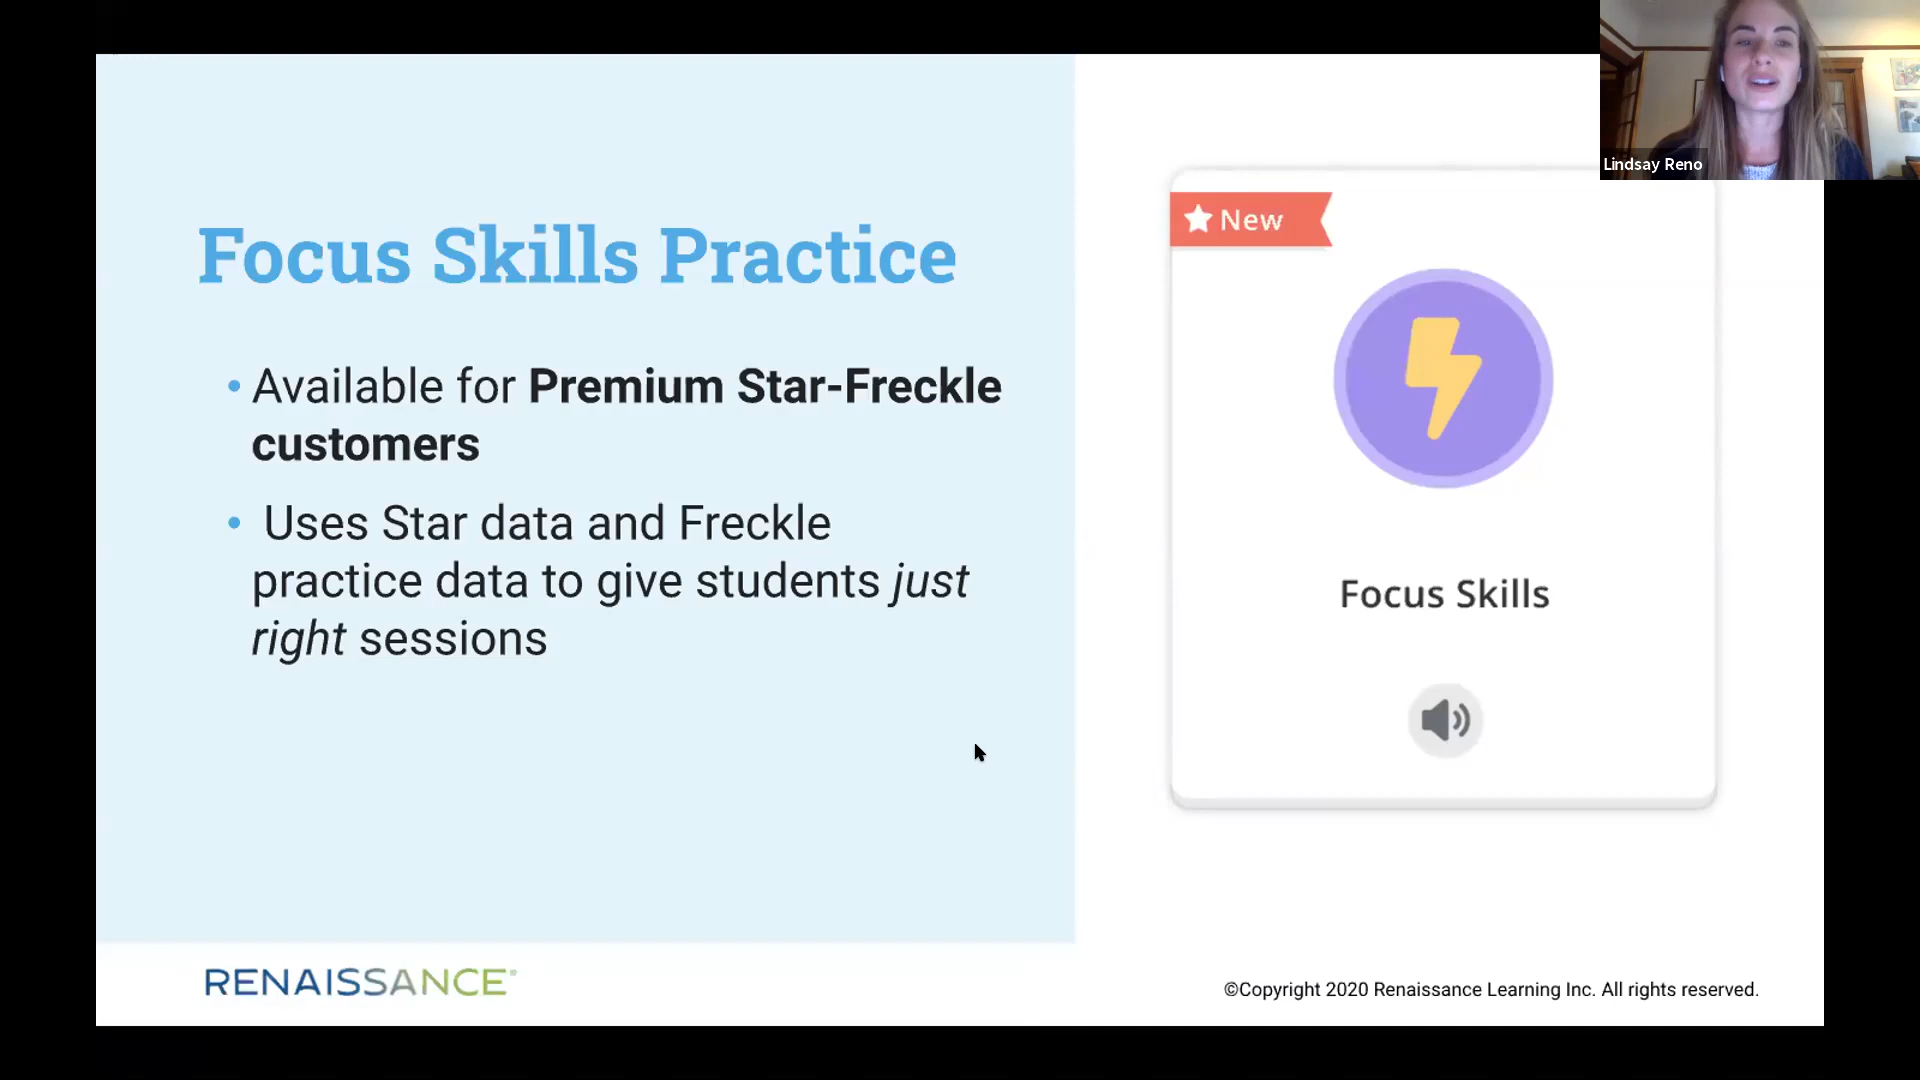 Lindsay Reno
Focus Skills Practice
• Available for Premium Star-Freckle
customers
• Uses Star data and Freckle
practice data to give students just
right sessions
New
Focus Skills
RENAISSANCE®
©Copyright 2020 Renaissance Learning Inc. All rights reserved.